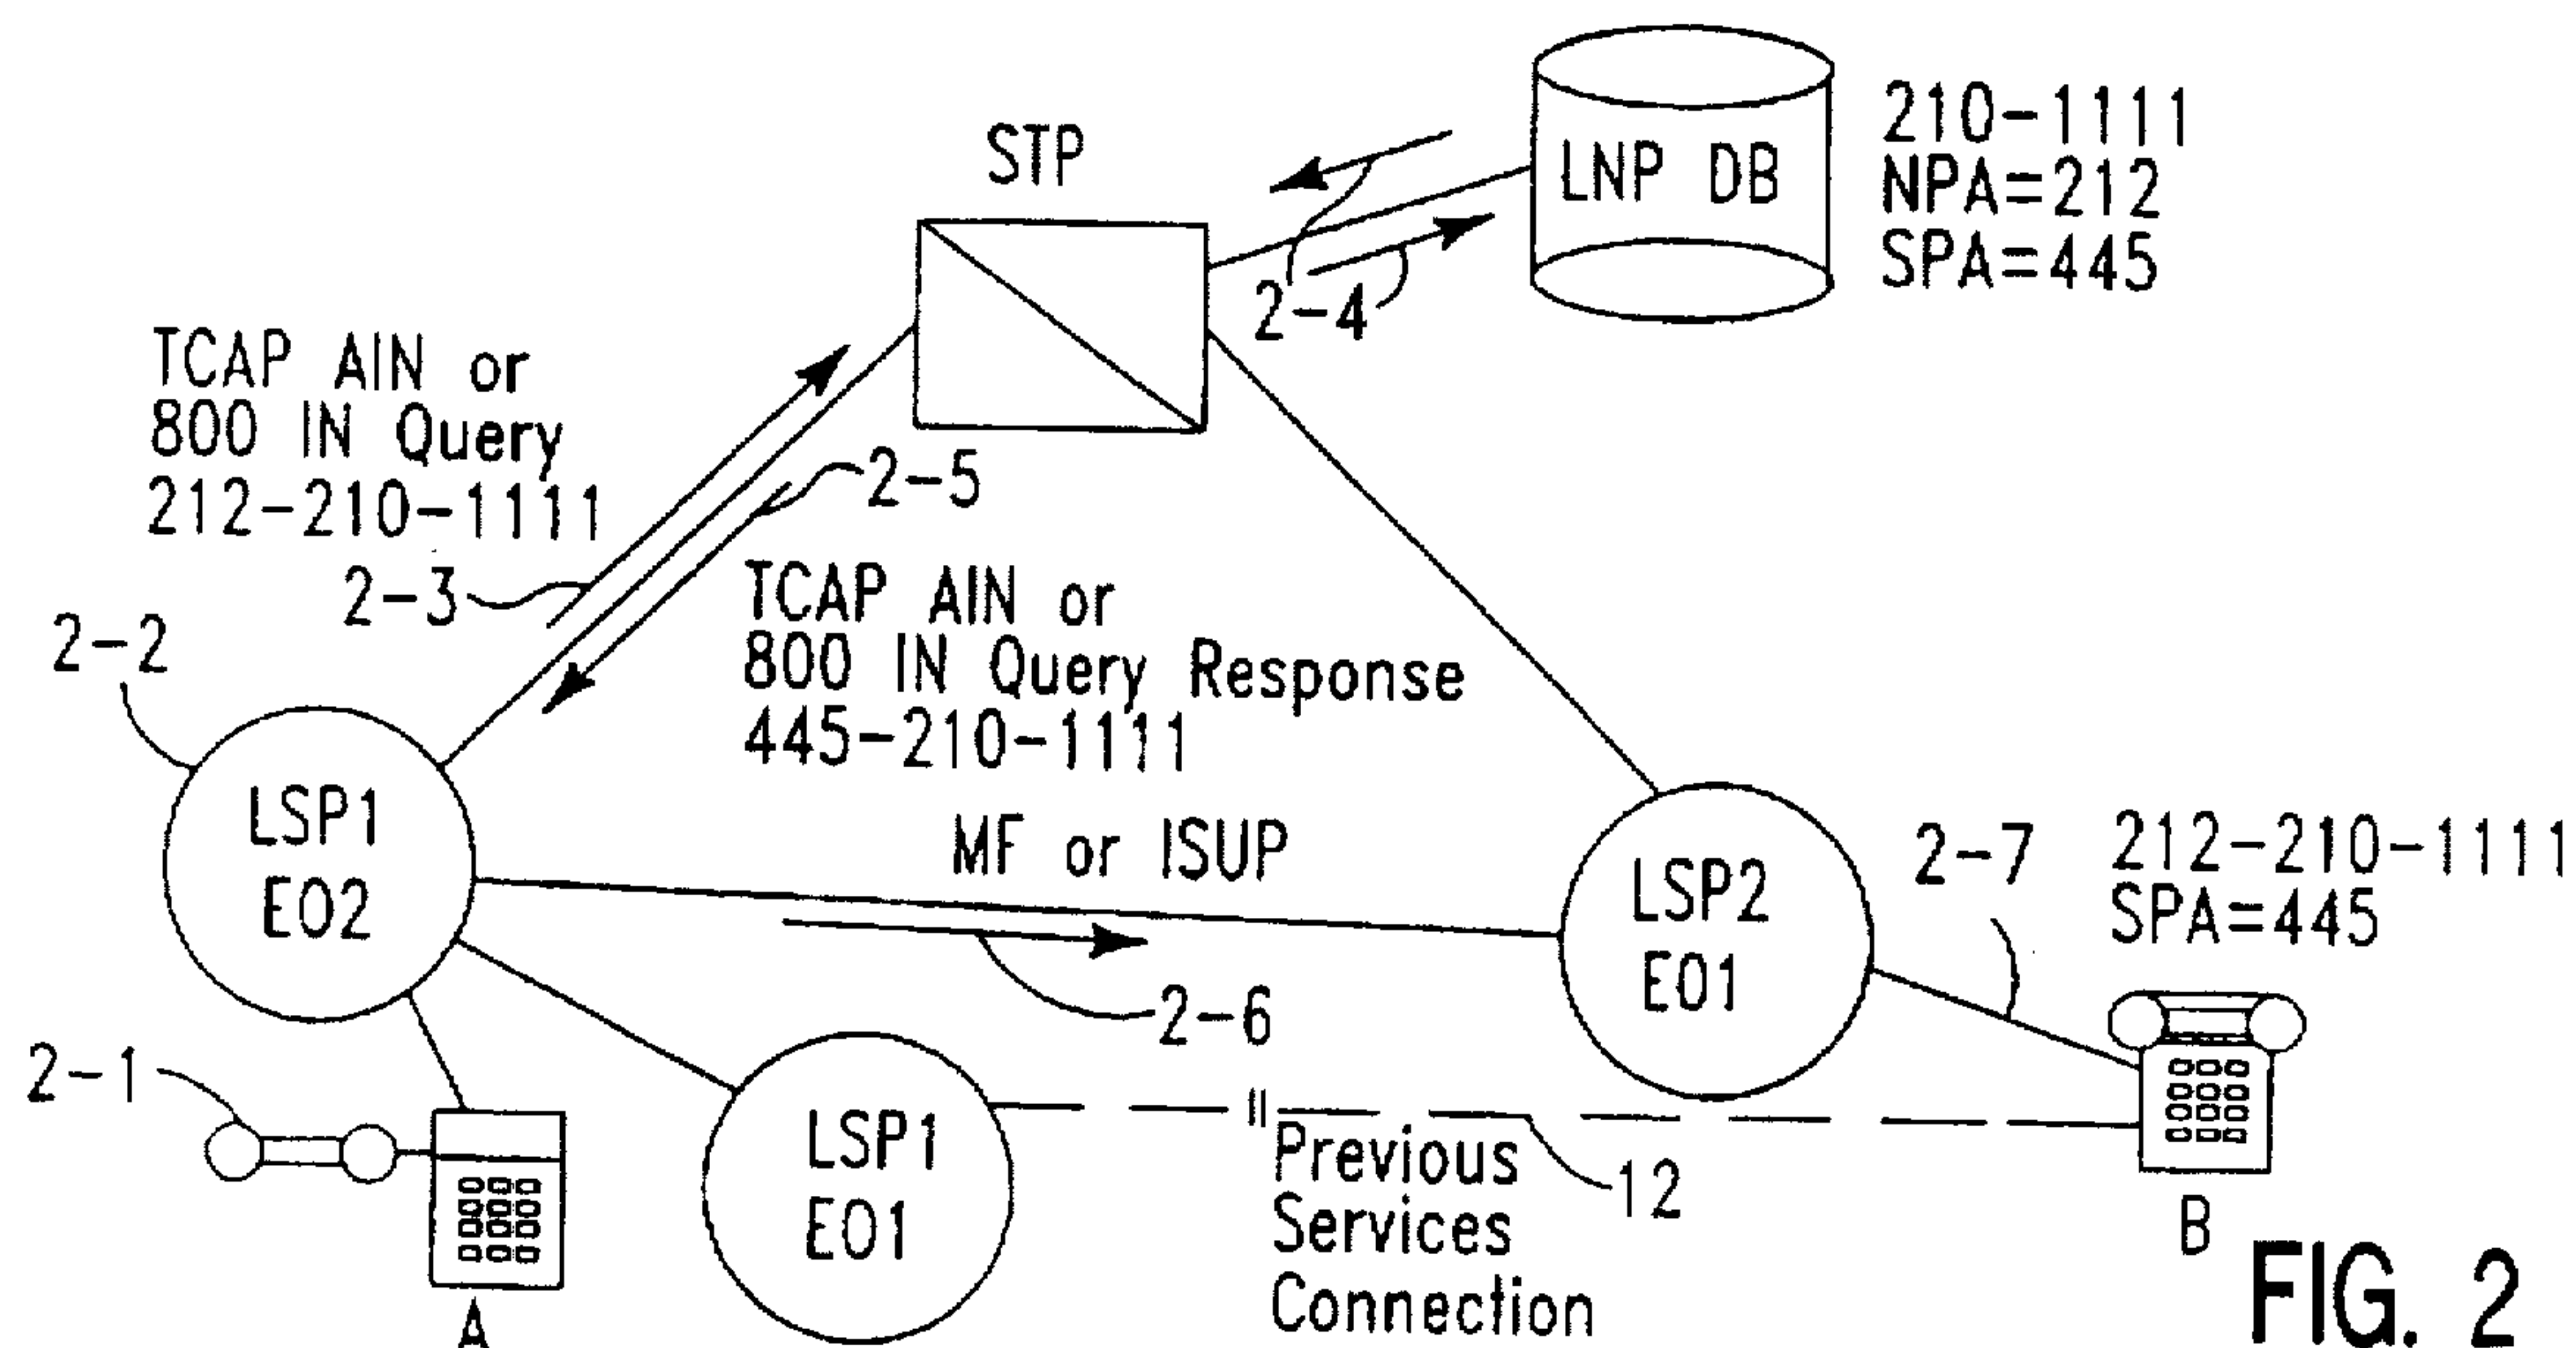 STP
LNP DB
210-1111
NPA=212
SPA=445
2-4
TCAP AIN or
800 IN Query
212-210-1111
2-3
2-5
TCAP AIN or
800 IN Query Response
445-210-1111
2-2
LSP1
EO2
MF or ISUP
2-6
LSP2
EO1
2-7
212-210-1111
SPA=445
2-1
A
LSP1
EO1
"Previous
Services
Connection
12
B
FIG. 2